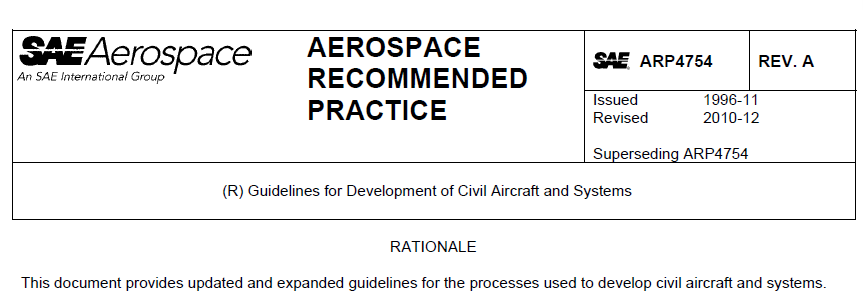 SAE Aerospace
An SAE International Group
AEROSPACE
RECOMMENDED
PRACTICE
SAE ARP4754
REV. A
Issued 1996-11
Revised 2010-12
Superseding ARP4754
(R) Guidelines for Development of Civil Aircraft and Systems
RATIONALE
This document provides updated and expanded guidelines for the processes used to develop civil aircraft and systems.